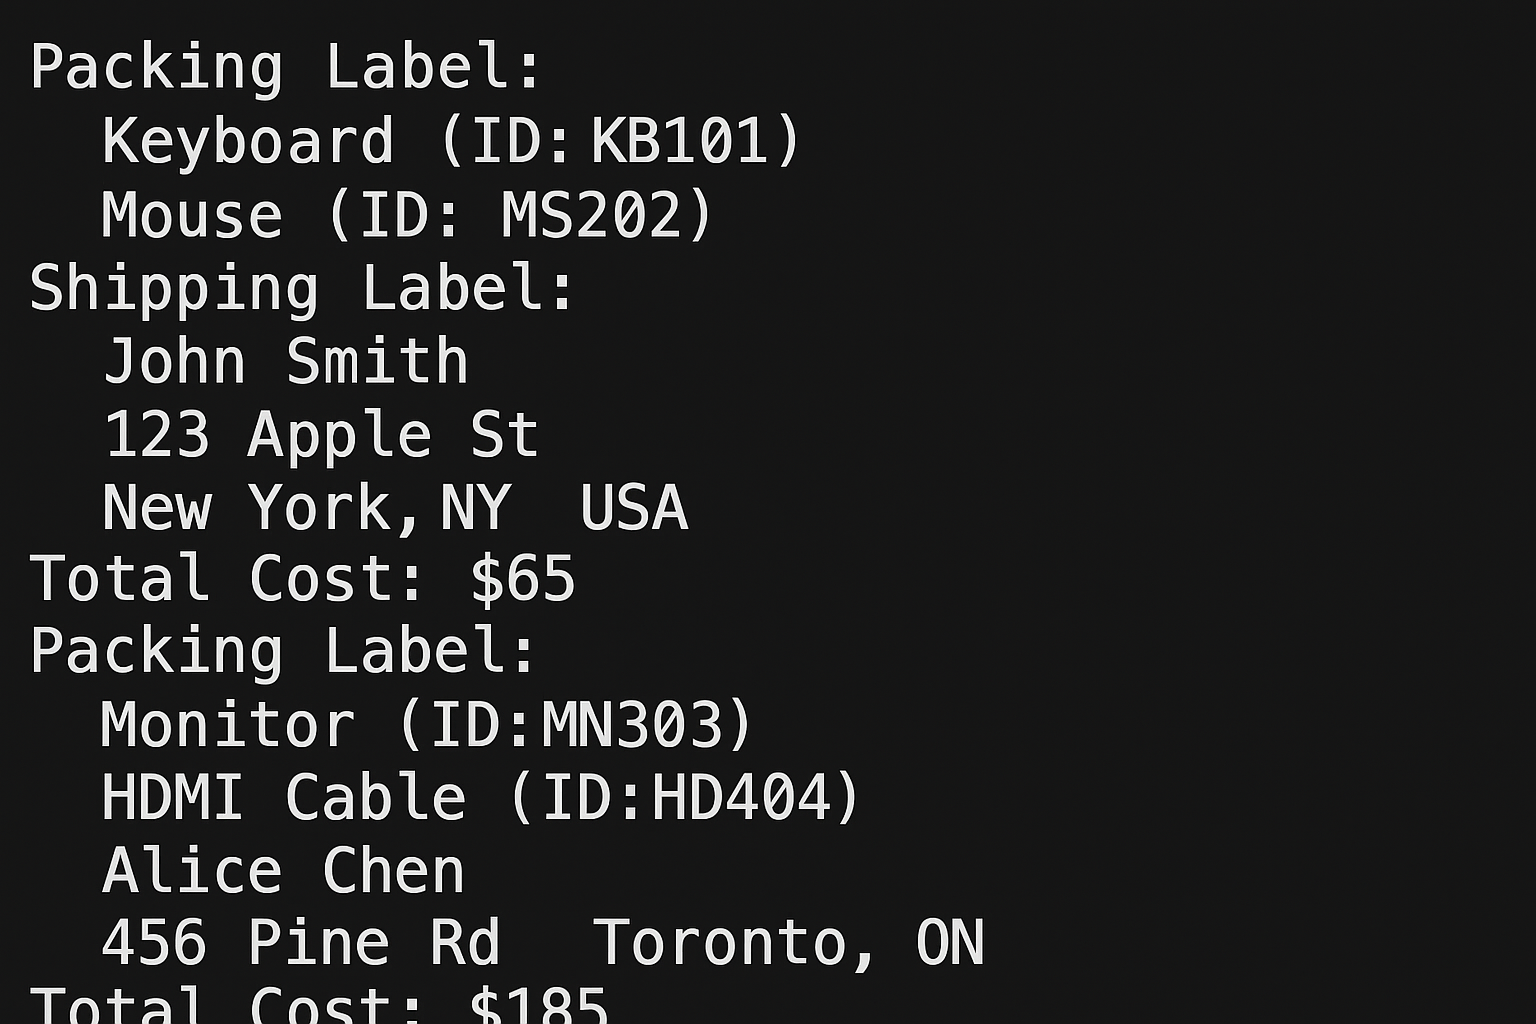 Packing Label:
Keyboard (ID: KB101)
Mouse (ID: MS202)
Shipping Label:
John Smith
123 Apple St
New York, NY  USA
Total Cost: $65
Packing Label:
Monitor (ID:MN303)
HDMI Cable (ID:HD404)
Alice Chen
456 Pine Rd  Toronto, ON
Total Cost: $185